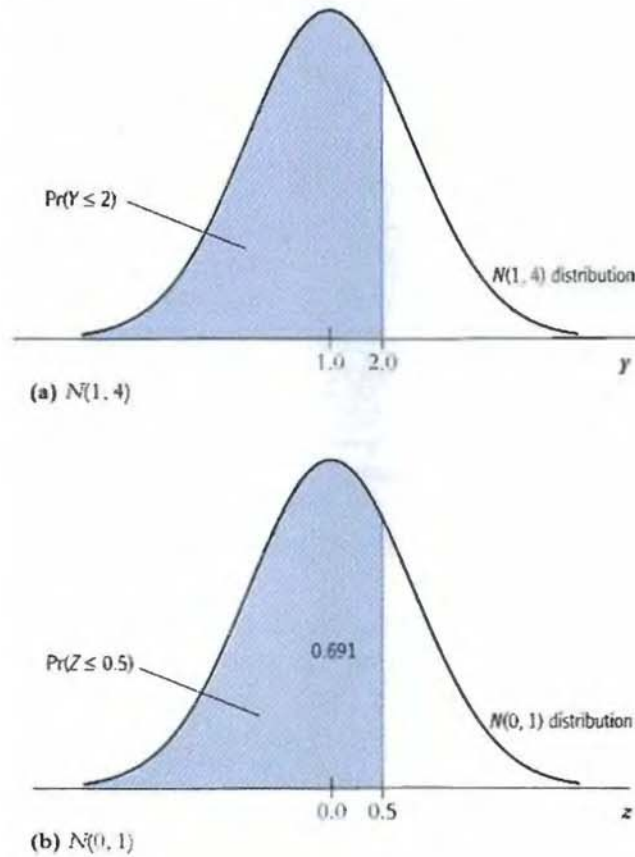 Pr(Y ≤ 2)
N(1, 4) distribution
1.0 2.0 Y
(a) N(1, 4)
0.691
Pr(Z ≤ 0.5)
N(0, 1) distribution
0.0 0.5 z
(b) N(0, 1)